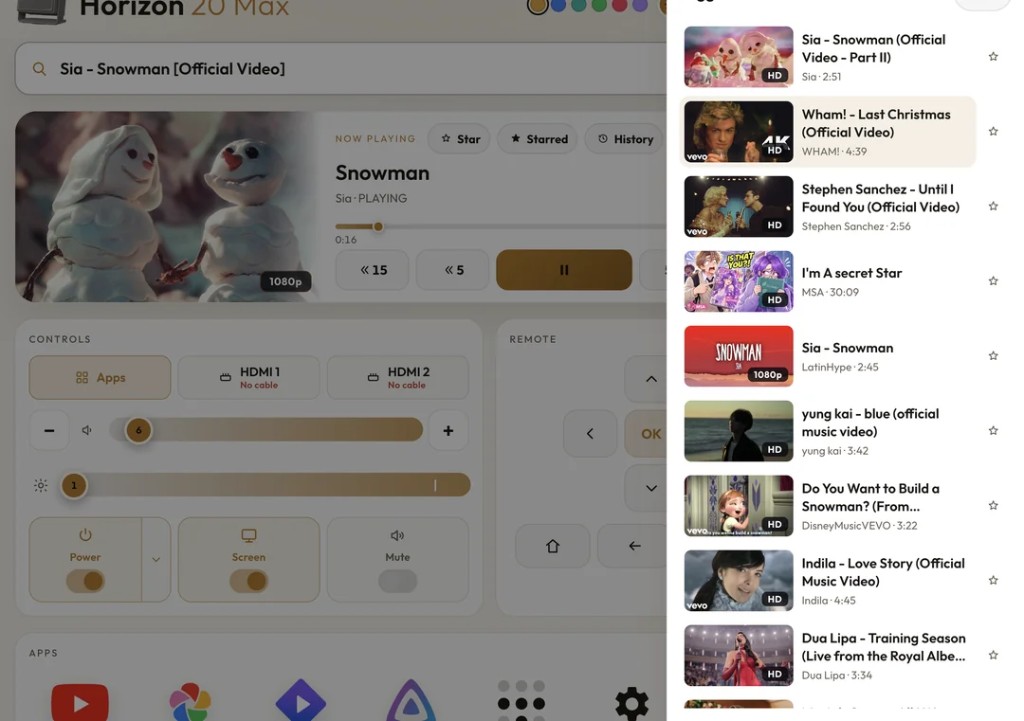 Horizon 20 Max
Sia - Snowman [Official Video]
NOW PLAYING
Star
Starred
History
Snowman
Sia · PLAYING
0:16
1080p
« 15
« 5
CONTROLS
Apps
HDMI 1
No cable
HDMI 2
No cable
6
1
Power
Screen
Mute
REMOTE
OK
APPS
HD
Sia - Snowman (Official
Video - Part II)
Sia · 2:51
vevo
4K
HD
Wham! - Last Christmas
(Official Video)
WHAM! · 4:39
vevo
HD
Stephen Sanchez - Until I
Found You (Official Video)
Stephen Sanchez · 2:56
IS THAT
YOU?!
HD
I'm A secret Star
MSA · 30:09
SNOWMAN
1080p
Sia - Snowman
LatinHype · 2:45
HD
yung kai - blue (official
music video)
yung kai · 3:42
vevo
HD
Do You Want to Build a
Snowman? (From...
DisneyMusicVEVO · 3:22
vevo
HD
Indila - Love Story (Official
Music Video)
Indila · 4:45
HD
Dua Lipa - Training Season
(Live from the Royal Albe...
Dua Lipa · 3:34